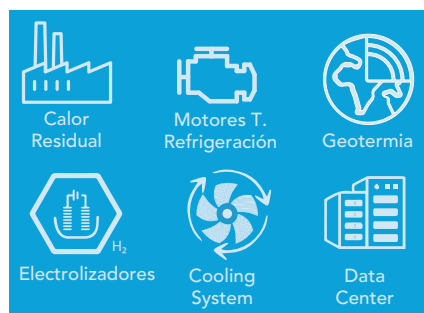 Calor
Residual
Motores T.
Refrigeración
Geotermia
H₂
Electrolizadores
Cooling
System
Data
Center